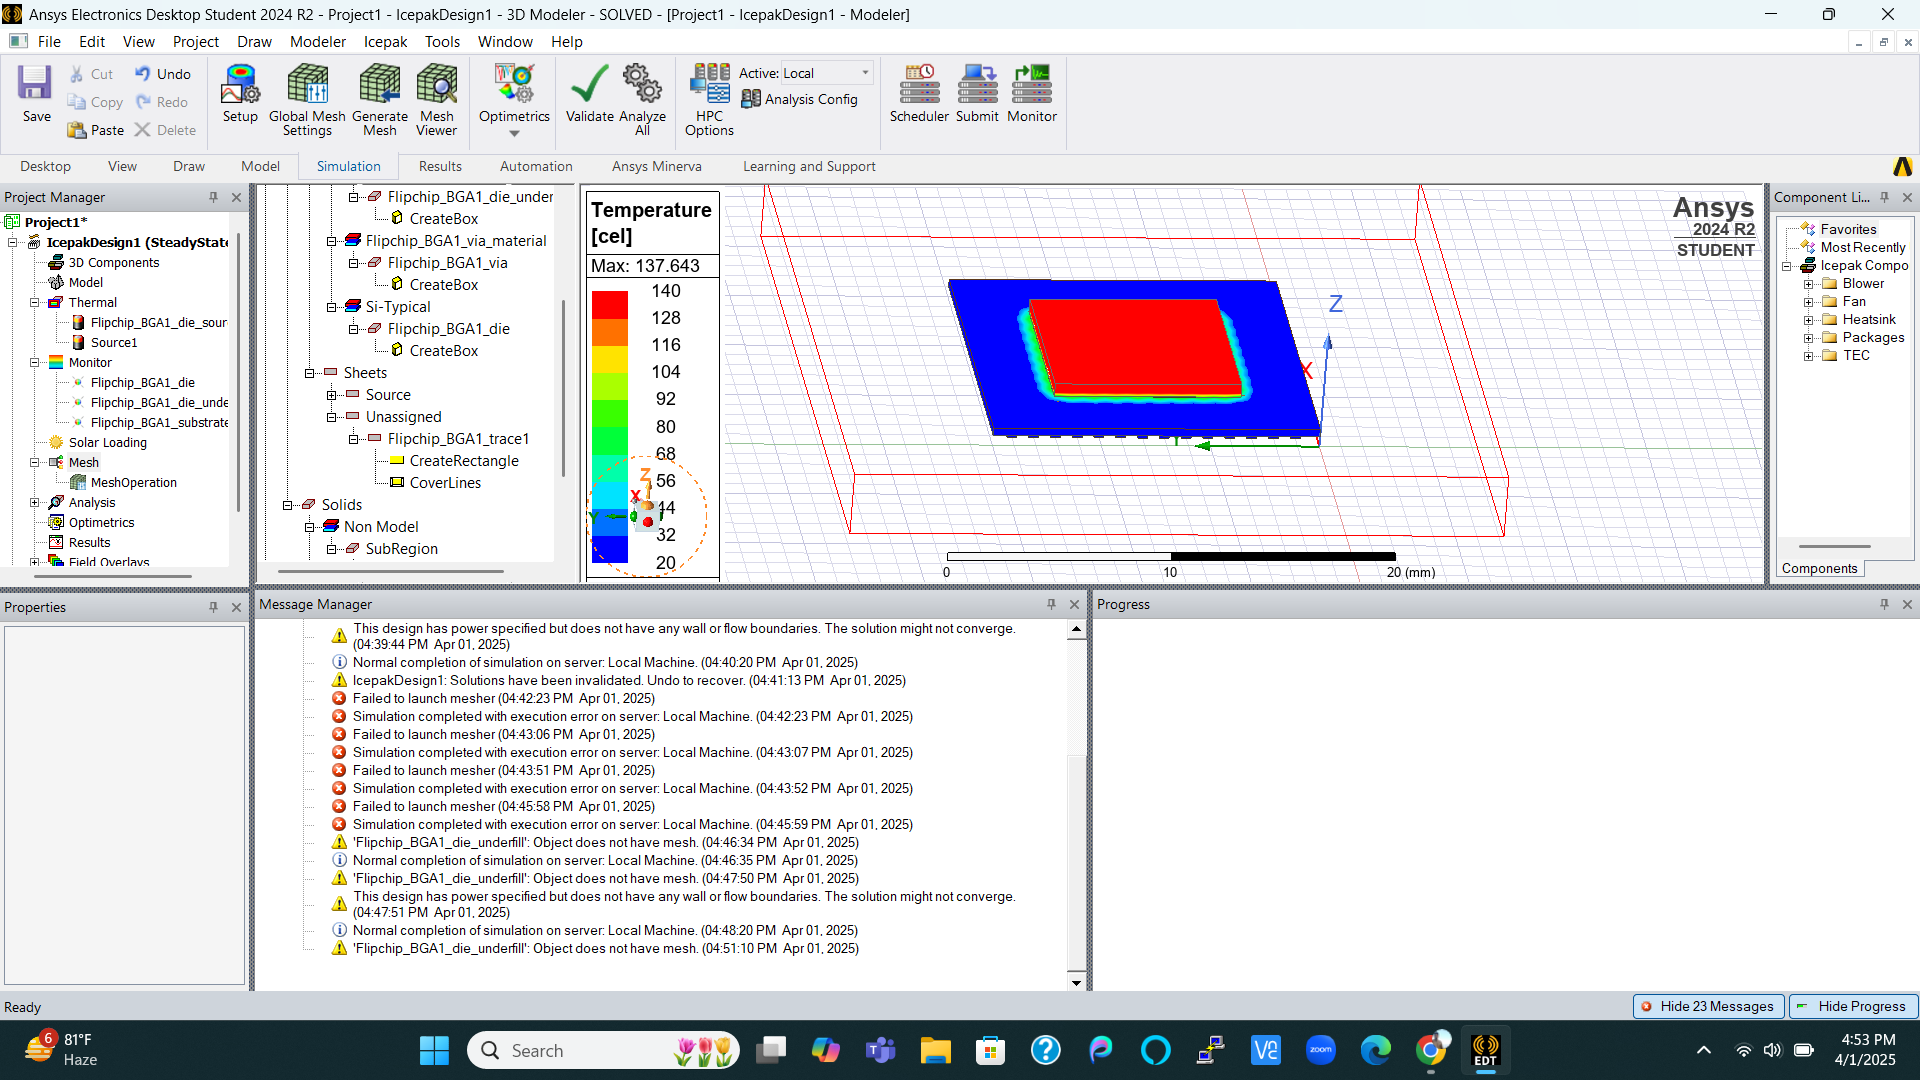 Ansys Electronics Desktop Student 2024 R2 - Project1 - IcepakDesign1 - 3D Modeler - SOLVED - [Project1 - IcepakDesign1 - Modeler]
File Edit View Project Draw Modeler Icepak Tools Window Help
Save
Cut
Copy
Paste
Undo
Redo
Delete
Setup
Global Mesh
Settings
Generate
Mesh
Mesh
Viewer
Optimetrics
Validate
Analyze
All
HPC
Options
Active: Local
Analysis Config
Scheduler
Submit
Monitor
Desktop View Draw Model Simulation Results Automation Ansys Minerva Learning and Support
Project Manager
Project1*
IcepakDesign1 (SteadyState
3D Components
Model
Thermal
Flipchip_BGA1_die_sour
Source1
Monitor
Flipchip_BGA1_die
Flipchip_BGA1_die_unde
Flipchip_BGA1_substrate
Solar Loading
Mesh
MeshOperation
Analysis
Optimetrics
Results
Field Overlays
Flipchip_BGA1_die_under
CreateBox
Flipchip_BGA1_via_material
Flipchip_BGA1_via
CreateBox
Si-Typical
Flipchip_BGA1_die
CreateBox
Sheets
Source
Unassigned
Flipchip_BGA1_trace1
CreateRectangle
CoverLines
Solids
Non Model
SubRegion
Temperature
[cel]
Max: 137.643
140
128
116
104
92
80
68
56
44
32
20
Z
X
Y
Z
X
Y
0 10 20 (mm)
Ansys
2024 R2
STUDENT
Component Li...
Favorites
Most Recently
Icepak Compo
Blower
Fan
Heatsink
Packages
TEC
Components
Properties
Message Manager
This design has power specified but does not have any wall or flow boundaries. The solution might not converge.
(04:39:44 PM Apr 01, 2025)
Normal completion of simulation on server: Local Machine. (04:40:20 PM Apr 01, 2025)
IcepakDesign1: Solutions have been invalidated. Undo to recover. (04:41:13 PM Apr 01, 2025)
Failed to launch mesher (04:42:23 PM Apr 01, 2025)
Simulation completed with execution error on server: Local Machine. (04:42:23 PM Apr 01, 2025)
Failed to launch mesher (04:43:06 PM Apr 01, 2025)
Simulation completed with execution error on server: Local Machine. (04:43:07 PM Apr 01, 2025)
Failed to launch mesher (04:43:51 PM Apr 01, 2025)
Simulation completed with execution error on server: Local Machine. (04:43:52 PM Apr 01, 2025)
Failed to launch mesher (04:45:58 PM Apr 01, 2025)
Simulation completed with execution error on server: Local Machine. (04:45:59 PM Apr 01, 2025)
'Flipchip_BGA1_die_underfill': Object does not have mesh. (04:46:34 PM Apr 01, 2025)
Normal completion of simulation on server: Local Machine. (04:46:35 PM Apr 01, 2025)
'Flipchip_BGA1_die_underfill': Object does not have mesh. (04:47:50 PM Apr 01, 2025)
This design has power specified but does not have any wall or flow boundaries. The solution might not converge.
(04:47:51 PM Apr 01, 2025)
Normal completion of simulation on server: Local Machine. (04:48:20 PM Apr 01, 2025)
'Flipchip_BGA1_die_underfill': Object does not have mesh. (04:51:10 PM Apr 01, 2025)
Progress
Ready
Hide 23 Messages
Hide Progress
6
81°F
Haze
Search
zoom
EDT
4:53 PM
4/1/2025